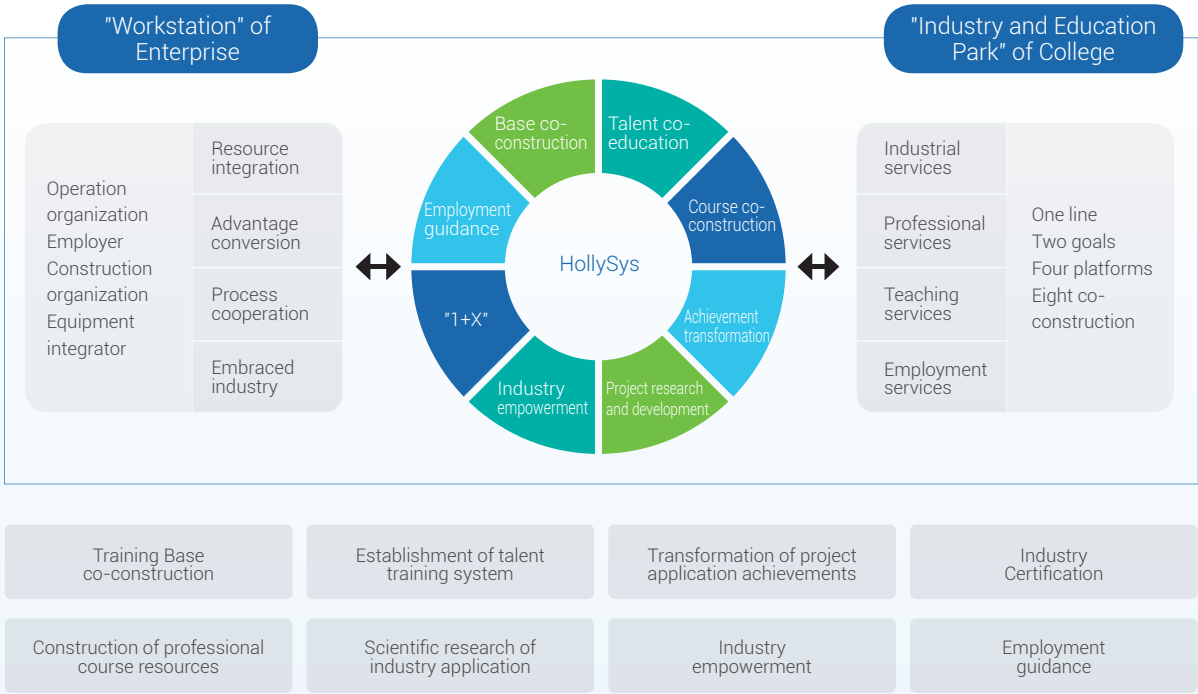 "Workstation" of
Enterprise
"Industry and Education
Park" of College
Operation
organization
Employer
Construction
organization
Equipment
integrator
Resource
integration
Advantage
conversion
Process
cooperation
Embraced
industry
Base co-
construction
Talent co-
education
Employment
guidance
Course co-
construction
HollySys
"1+X"
Achievement
transformation
Industry
empowerment
Project research
and development
Industrial
services
Professional
services
Teaching
services
Employment
services
One line
Two goals
Four platforms
Eight co-
construction
Training Base
co-construction
Establishment of talent
training system
Transformation of project
application achievements
Industry
Certification
Construction of professional
course resources
Scientific research of
industry application
Industry
empowerment
Employment
guidance